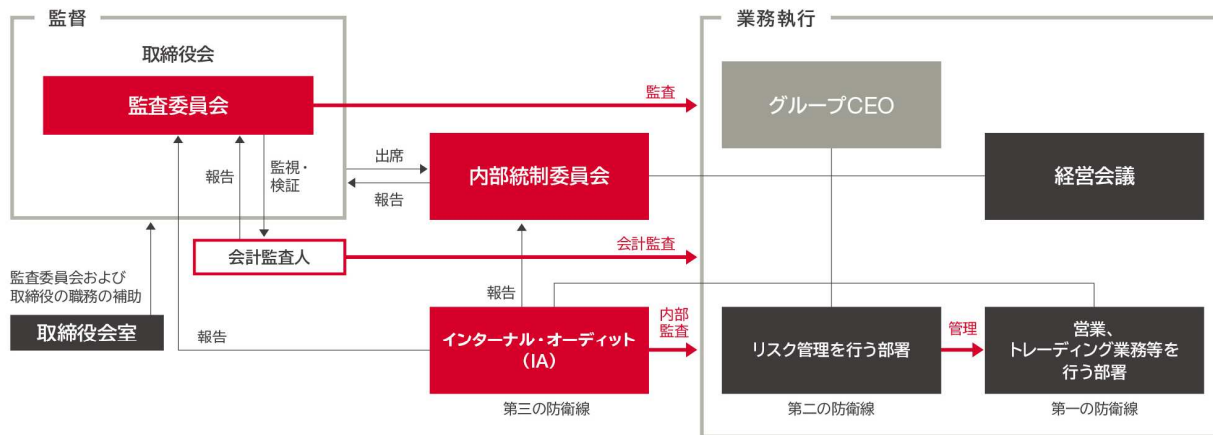 監督
業務執行
取締役会
監査委員会
監査
グループCEO
出席
報告
監視・
検証
報告
内部統制委員会
経営会議
会計監査人
会計監査
監査委員会および
取締役の職務の補助
取締役会室
報告
報告
インターナル・オーディット
(IA)
内部
監査
リスク管理を行う部署
管理
営業、
トレーディング業務等を
行う部署
第三の防衛線
第二の防衛線
第一の防衛線